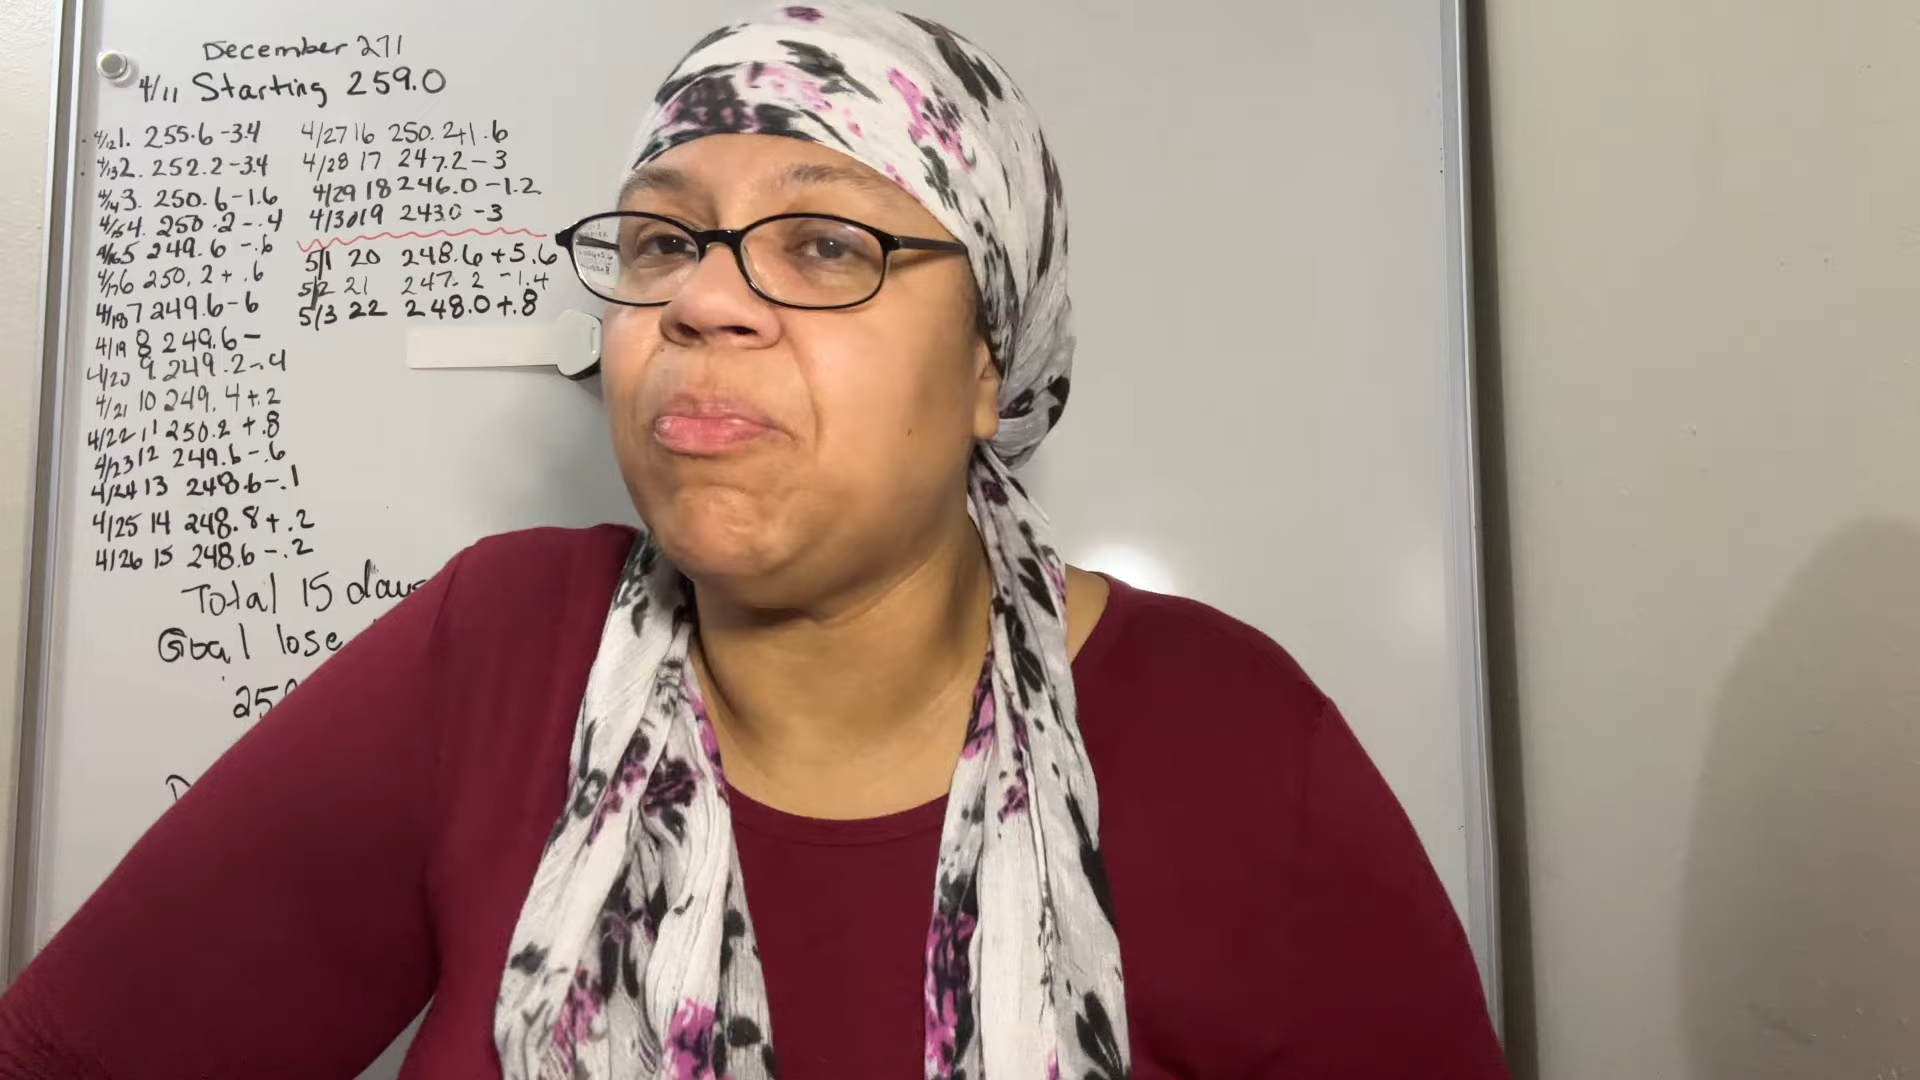 December 271
4/11 Starting 259.0
4/12 1. 255.6 -3.4
4/13 2. 252.2 -3.4
4/14 3. 250.6 -1.6
4/15 4. 250.2 -.4
4/16 5 249.6 -.6
4/17 6 250.2 + .6
4/18 7 249.6 - 6
4/19 8 249.6 -
4/20 9. 249.2 -.4
4/21 10 249.4 +.2
4/22 11 250.2 +.8
4/23 12 249.6 -.6
4/24 13 248.6 -.1
4/25 14 248.8 +.2
4/26 15 248.6 -.2
Total 15 days
Goal lose
4/27 16 250.2 +1.6
4/28 17 247.2 - 3
4/29 18 246.0 -1.2
4/30 19 243.0 -3
5/1 20 248.6 +5.6
5/2 21 247.2 -1.4
5/3 22 248.0 +.8